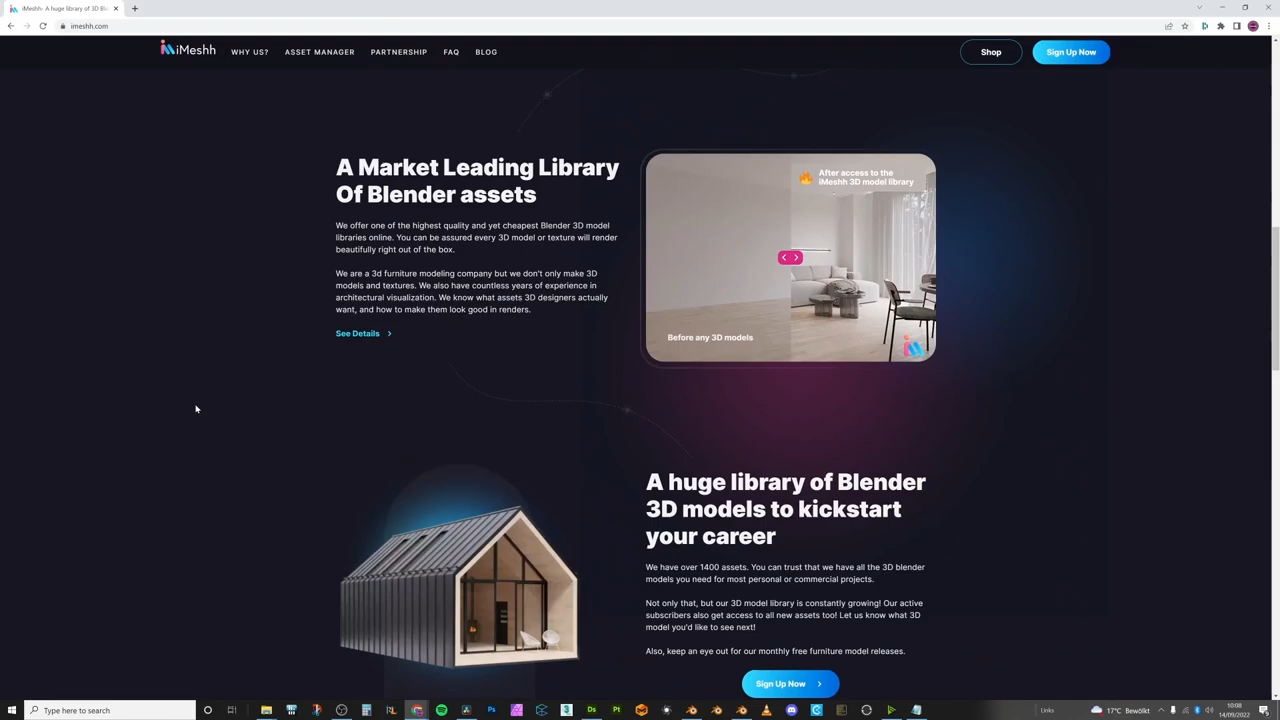 iMeshh- A huge library of 3D Ble
imeshh.com
iMeshh
WHY US?
ASSET MANAGER
PARTNERSHIP
FAQ
BLOG
Shop
Sign Up Now
A Market Leading Library
Of Blender assets
We offer one of the highest quality and yet cheapest Blender 3D model
libraries online. You can be assured every 3D model or texture will render
beautifully right out of the box.
We are a 3d furniture modeling company but we don't only make 3D
models and textures. We also have countless years of experience in
architectural visualization. We know what assets 3D designers actually
want, and how to make them look good in renders.
See Details
After access to the
iMeshh 3D model library
Before any 3D models
A huge library of Blender
3D models to kickstart
your career
We have over 1400 assets. You can trust that we have all the 3D blender
models you need for most personal or commercial projects.
Not only that, but our 3D model library is constantly growing! Our active
subscribers also get access to all new assets too! Let us know what 3D
model you'd like to see next!
Also, keep an eye out for our monthly free furniture model releases.
Sign Up Now
Type here to search
Ps
Ds
Pt
Links
17°C Bewölkt
10:08
14/09/2022